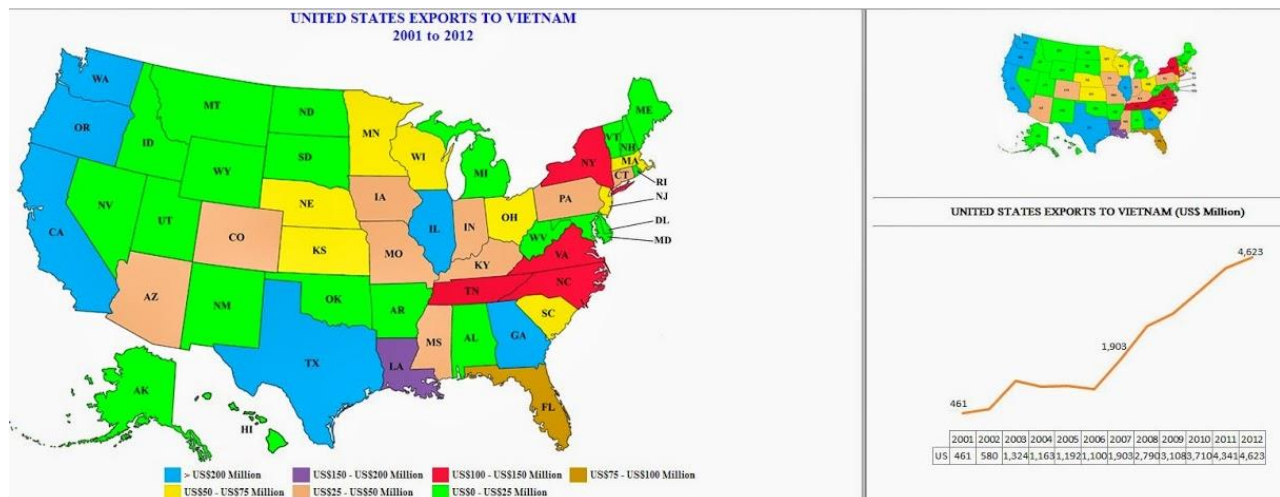 UNITED STATES EXPORTS TO VIETNAM
2001 to 2012
WA
OR
CA
NV
ID
MT
WY
UT
AZ
CO
NM
ND
SD
NE
KS
OK
TX
MN
IA
MO
AR
LA
WI
IL
MI
IN
OH
KY
TN
MS
AL
GA
FL
SC
NC
VA
WV
PA
NY
VT
NH
ME
MA
CT
RI
NJ
DL
MD
AK
HI
> US$200 Million
US$150 - US$200 Million
US$100 - US$150 Million
US$75 - US$100 Million
US$50 - US$75 Million
US$25 - US$50 Million
US$0 - US$25 Million
UNITED STATES EXPORTS TO VIETNAM (US$ Million)
4,623
1,903
461
2001 2002 2003 2004 2005 2006 2007 2008 2009 2010 2011 2012
US 461 580 1,324 1,163 1,192 1,100 1,903 2,790 3,108 3,710 4,341 4,623